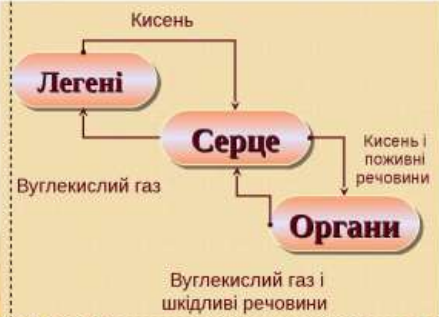 Кисень
Легені
Серце
Кисень і
поживні
речовини
Вуглекислий газ
Органи
Вуглекислий газ і
шкідливі речовини